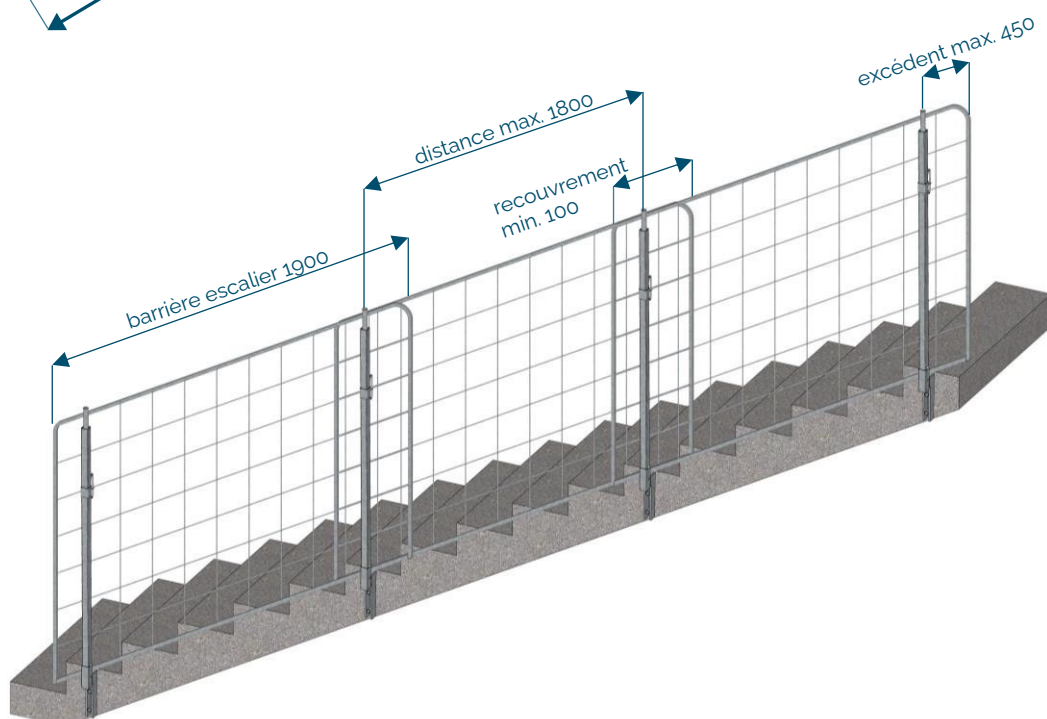 excédent max. 450
distance max. 1800
recouvrement
min. 100
barrière escalier 1900